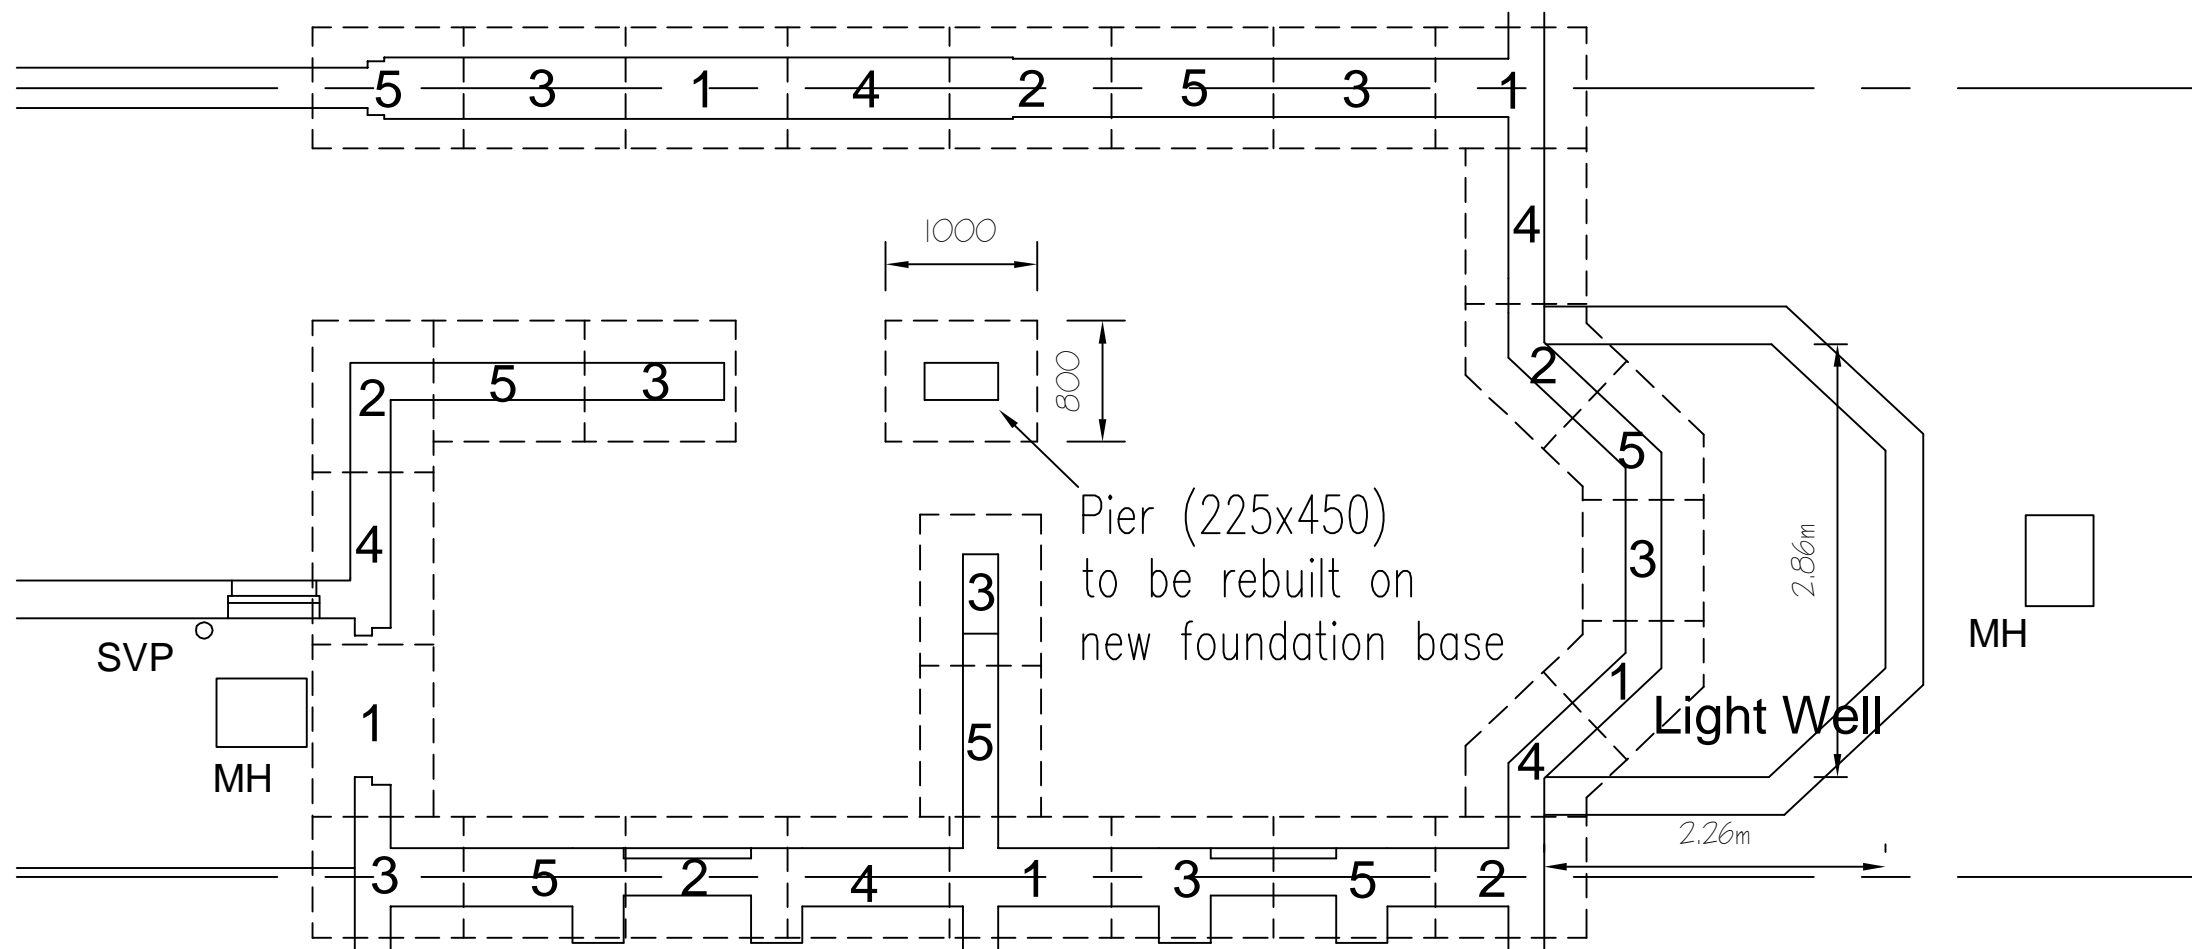 5 3 1 4 2 5 3 1
4
1000
800
2 5 3
2
5
Pier (225x450)
to be rebuilt on
new foundation base
4
3
3
2.86m
MH
SVP
1
Light Well
1
5
4
MH
2.26m
3 5 2 4 1 3 5 2